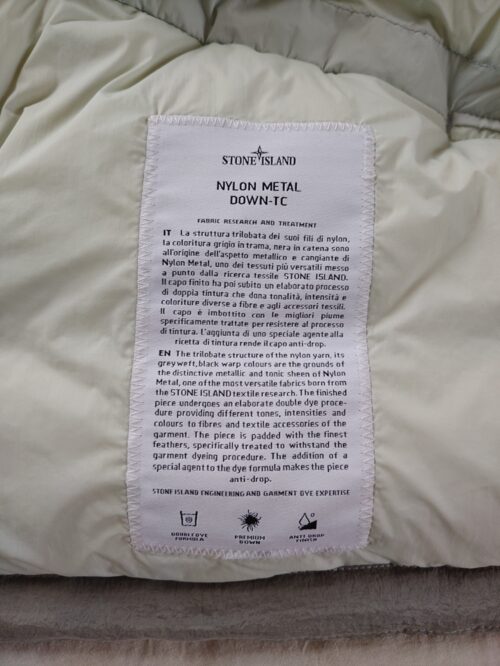 STONE ISLAND
NYLON METAL
DOWN-TC
FABRIC RESEARCH AND TREATMENT
IT La struttura trilobata dei suoi fili di nylon,
la coloritura grigio in trama, nera in catena sono
all'origine dell'aspetto metallico e cangiante di
Nylon Metal, uno dei tessuti più versatili messo
a punto dalla ricerca tessile STONE ISLAND.
Il capo finito ha poi subito un elaborato processo
di doppia tintura che dona tonalità, intensità e
coloriture diverse a fibre e agli accessori tessili.
Il capo è imbottito con le migliori piume
specificamente trattate per resistere al processo
di tintura. L'aggiunta di uno speciale agente alla
ricetta di tintura rende il capo anti-drop.
EN The trilobate structure of the nylon yarn, its
grey weft, black warp colours are the grounds of
the distinctive metallic and tonic sheen of Nylon
Metal, one of the most versatile fabrics born from
the STONE ISLAND textile research. The finished
piece undergoes an elaborate double dye proce-
dure providing different tones, intensities and
colours to fibres and textile accessories of the
garment. The piece is padded with the finest
feathers, specifically treated to withstand the
garment dyeing procedure. The addition of a
special agent to the dye formula makes the piece
anti-drop.
STONE ISLAND ENGINEERING AND GARMENT DYE EXPERTISE
DOUBLE DYE
FORMULA
PREMIUM
DOWN
ANTI DROP
FINISH